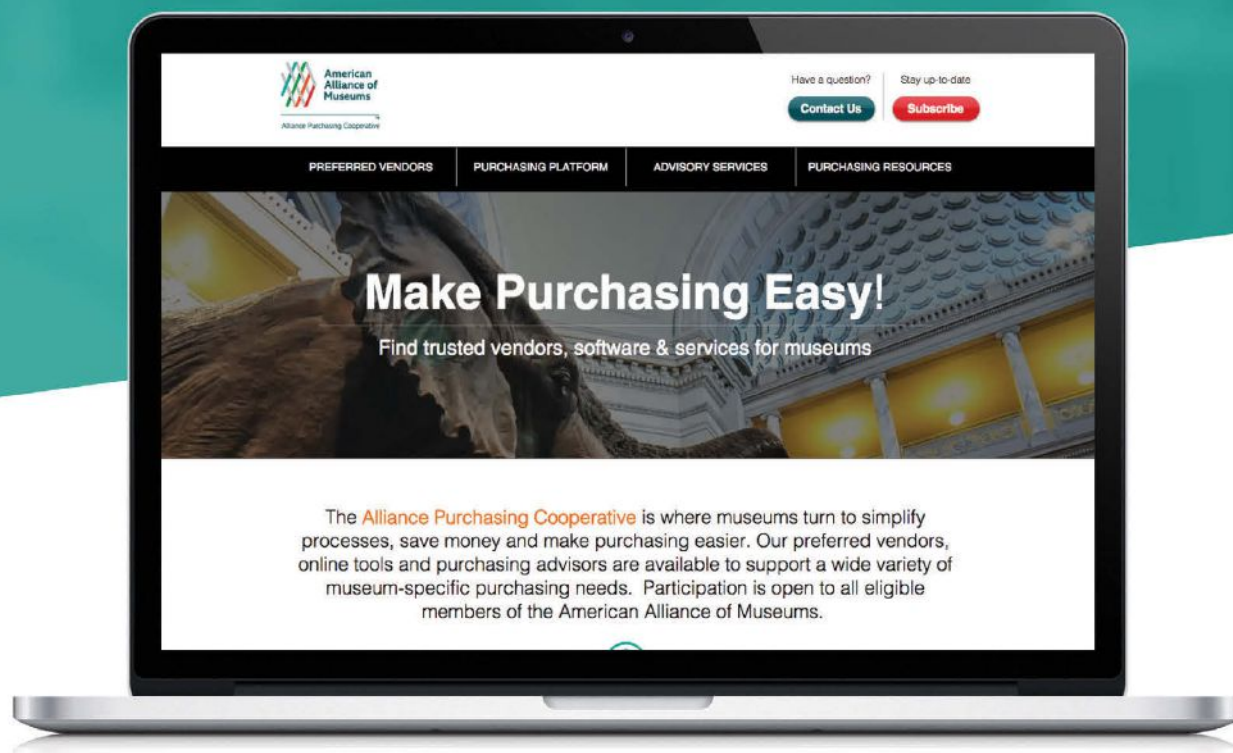 American
Alliance of
Museums
Alliance Purchasing Cooperative
Have a question?
Contact Us
Stay up-to-date
Subscribe
PREFERRED VENDORS
PURCHASING PLATFORM
ADVISORY SERVICES
PURCHASING RESOURCES
Make Purchasing Easy!
Find trusted vendors, software & services for museums
The Alliance Purchasing Cooperative is where museums turn to simplify
processes, save money and make purchasing easier. Our preferred vendors,
online tools and purchasing advisors are available to support a wide variety of
museum-specific purchasing needs.  Participation is open to all eligible
members of the American Alliance of Museums.